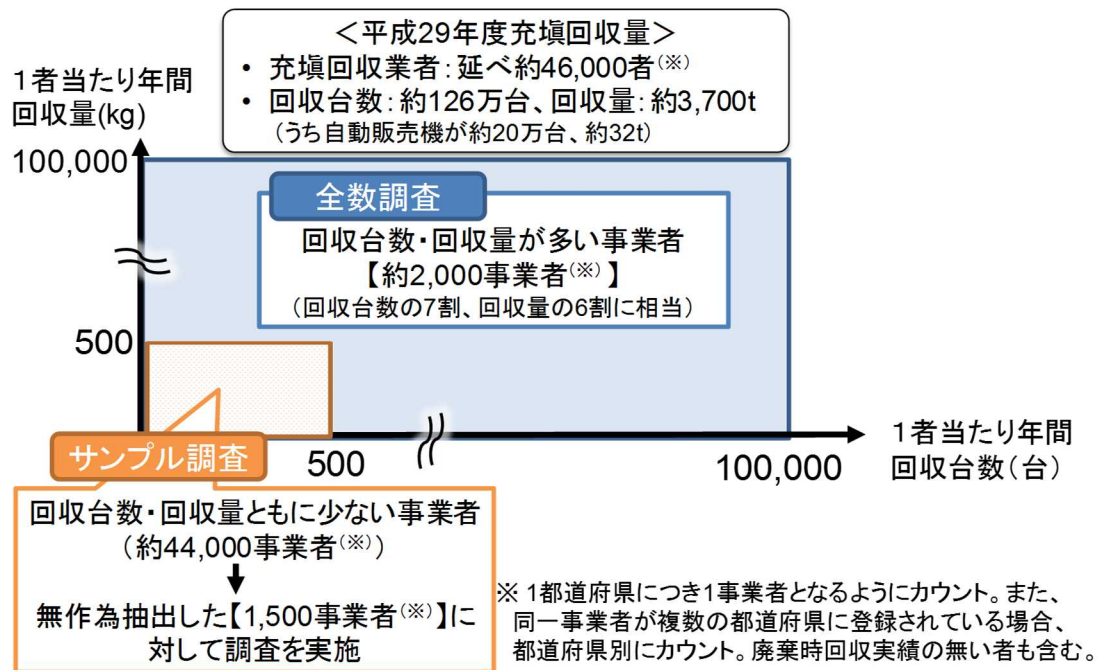 ＜平成29年度充塡回収量＞
• 充塡回収業者：延べ約46,000者(※)
• 回収台数：約126万台、回収量：約3,700t
（うち自動販売機が約20万台、約32t）
１者当たり年間
回収量(kg)
100,000
全数調査
回収台数・回収量が多い事業者
【約2,000事業者(※)】
（回収台数の7割、回収量の6割に相当）
500
サンプル調査
500
100,000
１者当たり年間
回収台数（台）
回収台数・回収量ともに少ない事業者
（約44,000事業者(※)）
無作為抽出した【1,500事業者(※)】に
対して調査を実施
※ 1都道府県につき1事業者となるようにカウント。また、
同一事業者が複数の都道府県に登録されている場合、
都道府県別にカウント。廃棄時回収実績の無い者も含む。